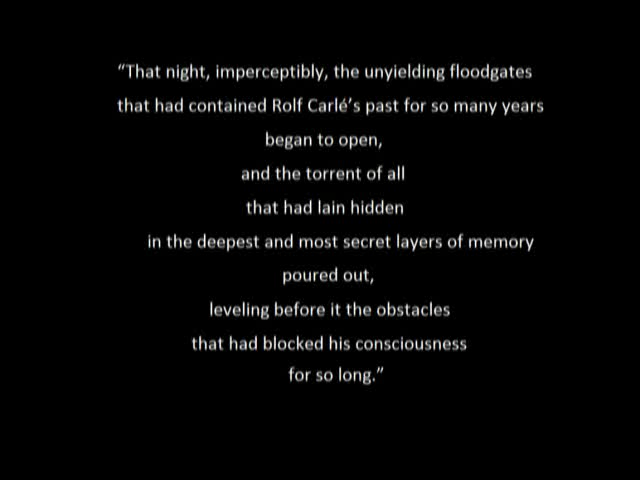 “That night, imperceptibly, the unyielding floodgates
that had contained Rolf Carlé’s past for so many years
began to open,
and the torrent of all
that had lain hidden
in the deepest and most secret layers of memory
poured out,
leveling before it the obstacles
that had blocked his consciousness
for so long.”